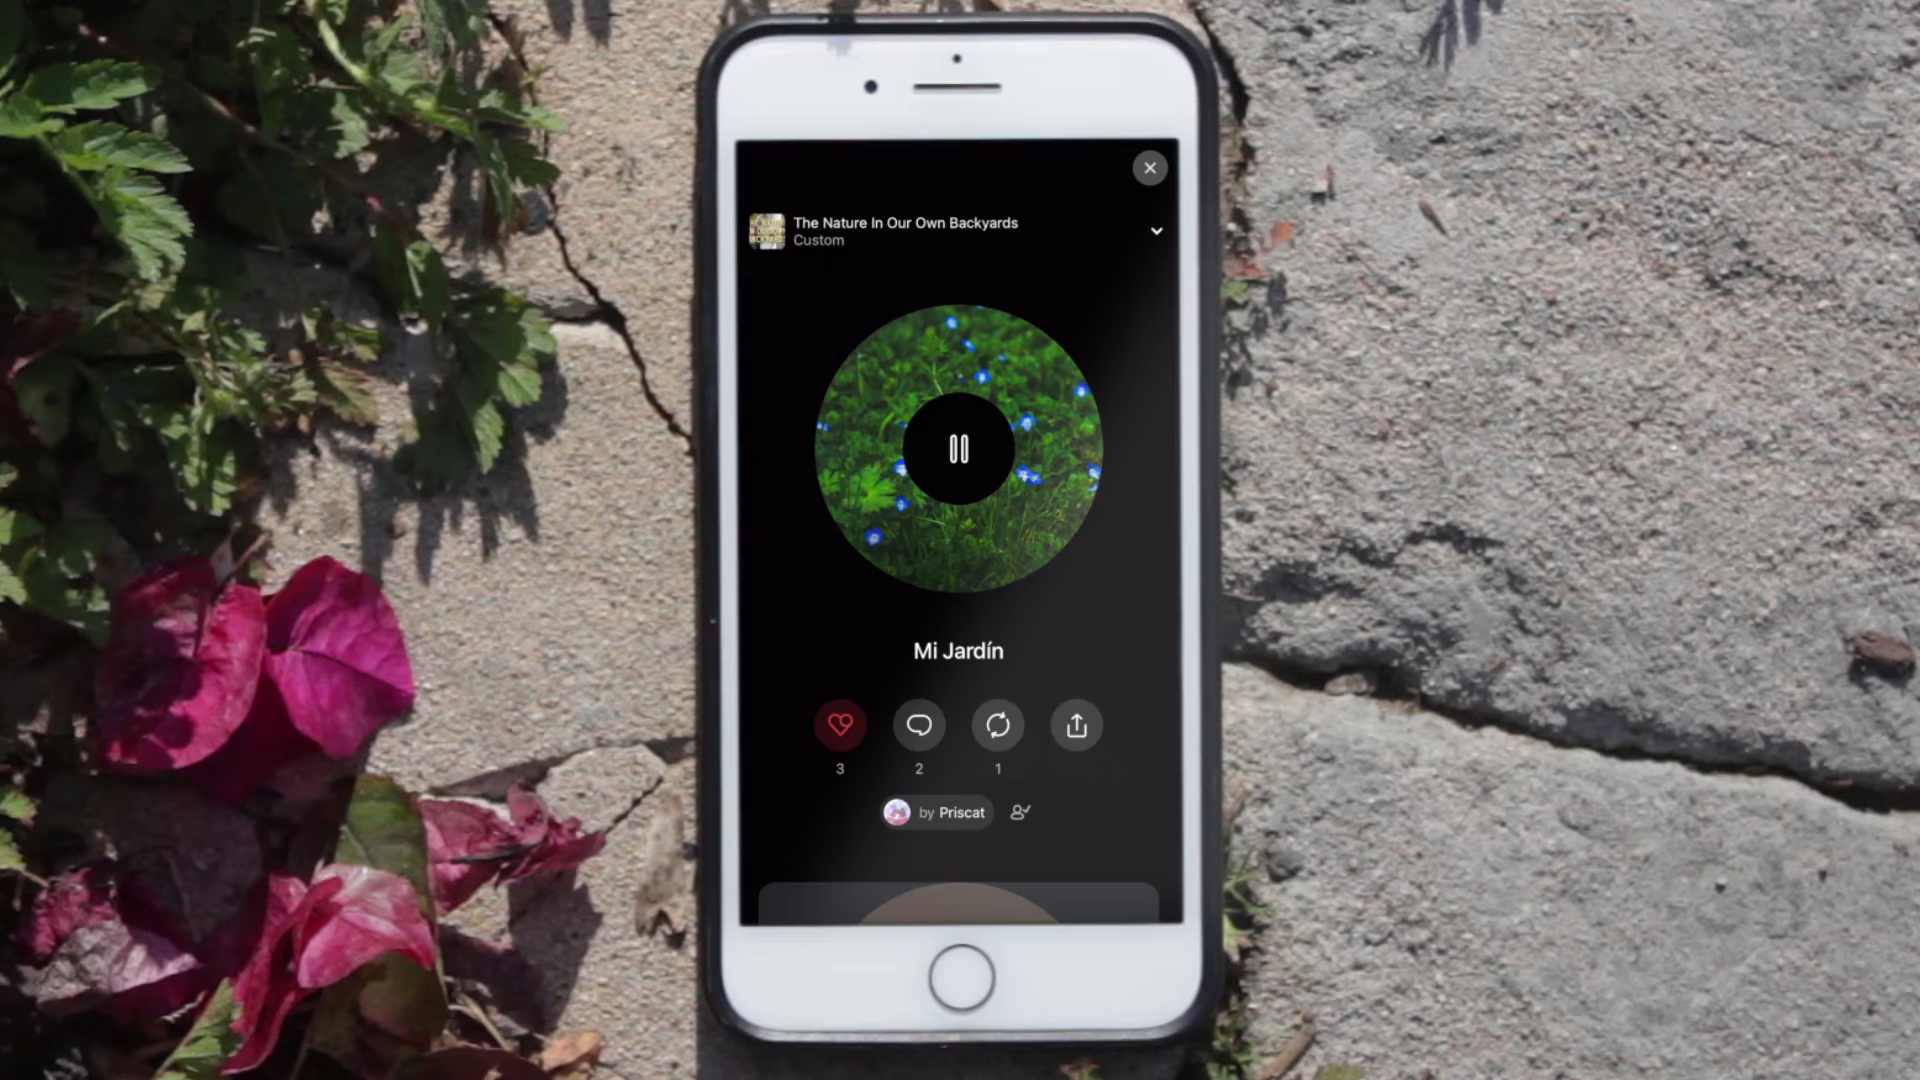 The Nature In Our Own Backyards
Custom
Mi Jardín
3
2
1
by Priscat